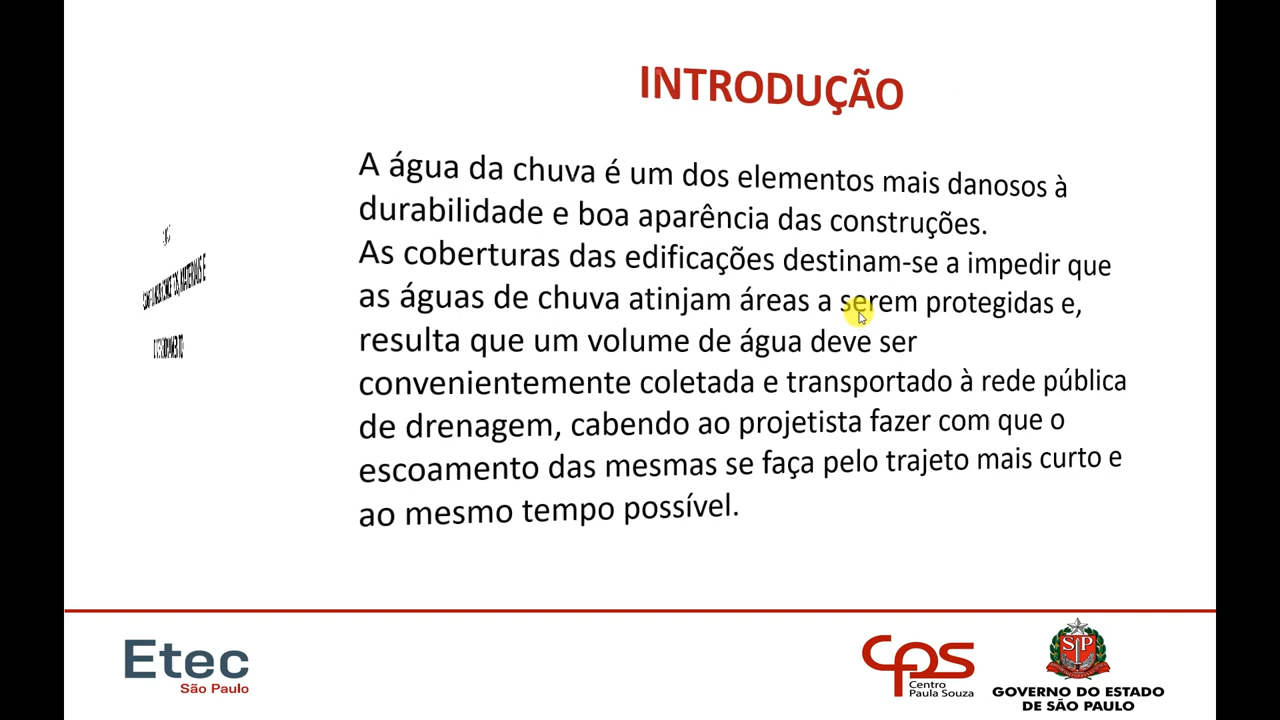 INTRODUÇÃO
A água da chuva é um dos elementos mais danosos à
durabilidade e boa aparência das construções.
As coberturas das edificações destinam-se a impedir que
as águas de chuva atinjam áreas a serem protegidas e,
resulta que um volume de água deve ser
convenientemente coletada e transportado à rede pública
de drenagem, cabendo ao projetista fazer com que o
escoamento das mesmas se faça pelo trajeto mais curto e
ao mesmo tempo possível.
Etec
São Paulo
cps
Centro
Paula Souza
SP
GOVERNO DO ESTADO
DE SÃO PAULO